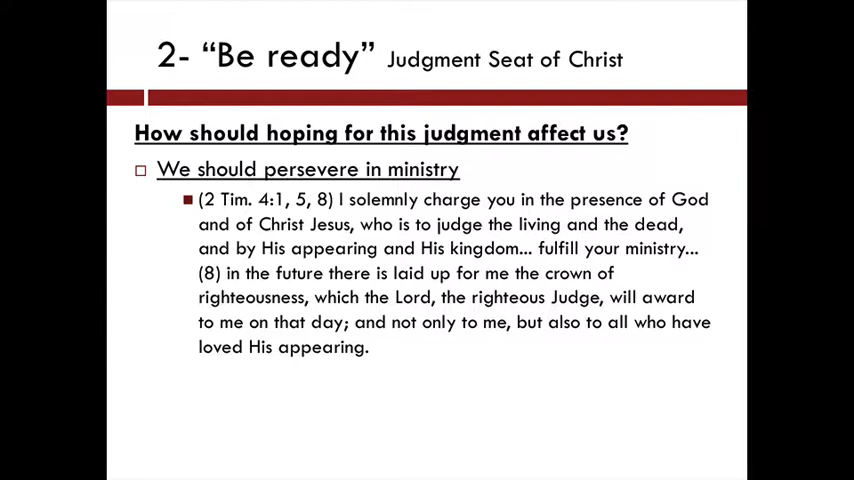 2- “Be ready” Judgment Seat of Christ
How should hoping for this judgment affect us?
We should persevere in ministry
(2 Tim. 4:1, 5, 8) I solemnly charge you in the presence of God
and of Christ Jesus, who is to judge the living and the dead,
and by His appearing and His kingdom... fulfill your ministry...
(8) in the future there is laid up for me the crown of
righteousness, which the Lord, the righteous Judge, will award
to me on that day; and not only to me, but also to all who have
loved His appearing.